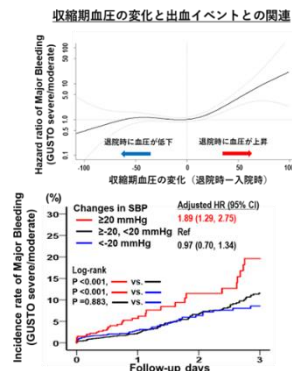 収縮期血圧の変化と出血イベントとの関連
Hazard ratio of Major Bleeding
(GUSTO severe/moderate)
50 100
10
5.0
1.0
0.5
0.1
退院時に血圧が低下
退院時に血圧が上昇
-100
-50
0
50
100
収縮期血圧の変化（退院時ー入院時）
(%)
Incidence rate of Major Bleeding
(GUSTO severe/moderate)
30
25
20
15
10
5
0
Changes in SBP
≥20 mmHg
≥-20, <20 mmHg
<-20 mmHg
Adjusted HR (95% CI)
1.89 (1.29, 2.75)
Ref
0.97 (0.70, 1.34)
Log-rank
P <0.001, vs.
P <0.001, vs.
P =0.883, vs.
0
1
2
3
Follow-up days